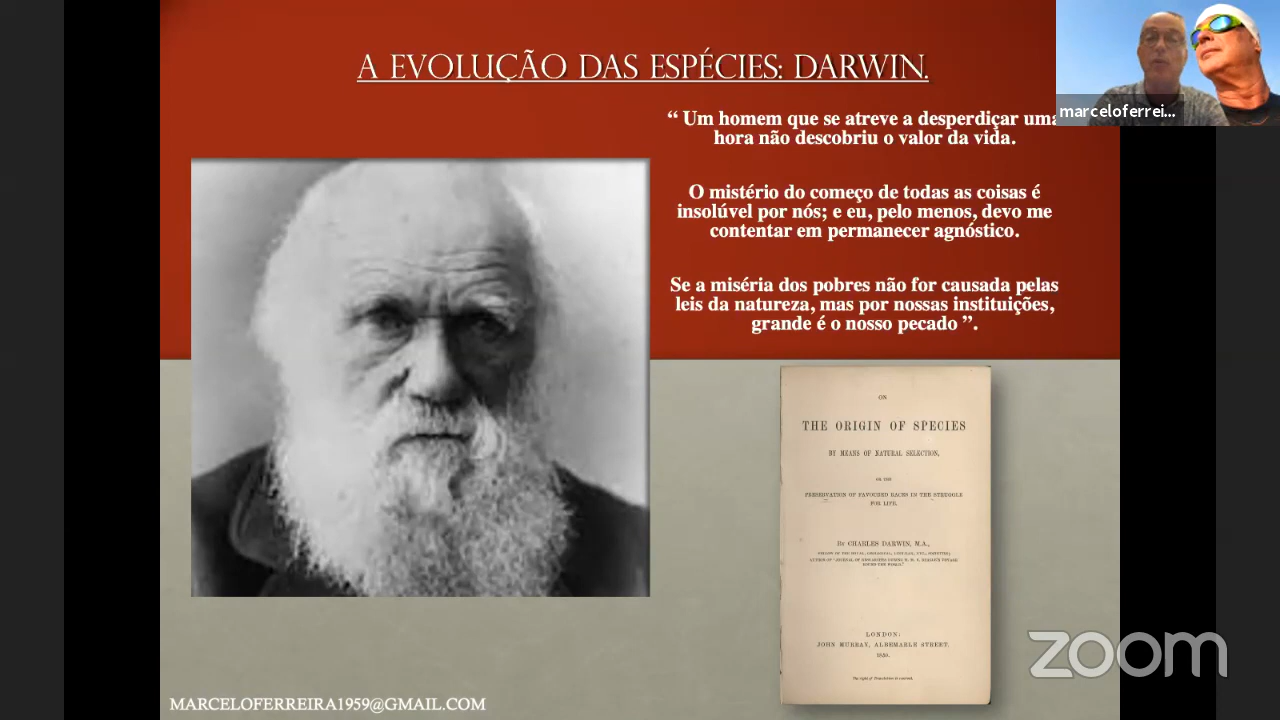 A EVOLUÇÃO DAS ESPÉCIES: DARWIN.
marceloferrei...
“ Um homem que se atreve a desperdiçar uma
hora não descobriu o valor da vida.
O mistério do começo de todas as coisas é
insolúvel por nós; e eu, pelo menos, devo me
contentar em permanecer agnóstico.
Se a miséria dos pobres não for causada pelas
leis da natureza, mas por nossas instituições,
grande é o nosso pecado ”.
ON
THE ORIGIN OF SPECIES
BY MEANS OF NATURAL SELECTION,
OR THE
PRESERVATION OF FAVOURED RACES IN THE STRUGGLE
FOR LIFE.
BY CHARLES DARWIN, M.A.,
LONDON:
JOHN MURRAY, ALBEMARLE STREET.
zoom
MARCELOFERREIRA1959@GMAIL.COM